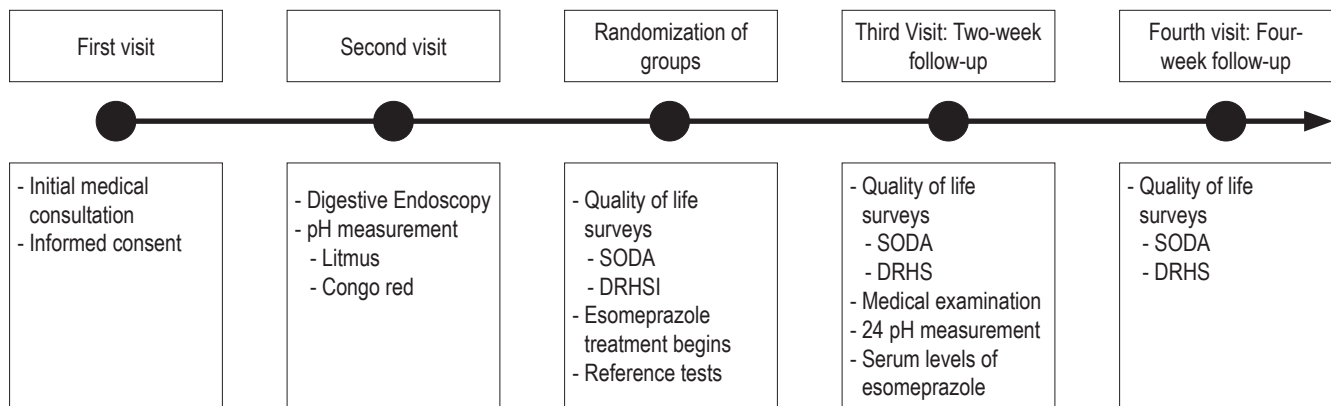 First visit
Second visit
Randomization of
groups
Third Visit: Two-week
follow-up
Fourth visit: Four-
week follow-up
- Initial medical
consultation
- Informed consent
- Digestive Endoscopy
- pH measurement
- Litmus
- Congo red
- Quality of life
surveys
- SODA
- DRHSI
- Esomeprazole
treatment begins
- Reference tests
- Quality of life
surveys
- SODA
- DRHS
- Medical examination
- 24 pH measurement
- Serum levels of
esomeprazole
- Quality of life
surveys
- SODA
- DRHS